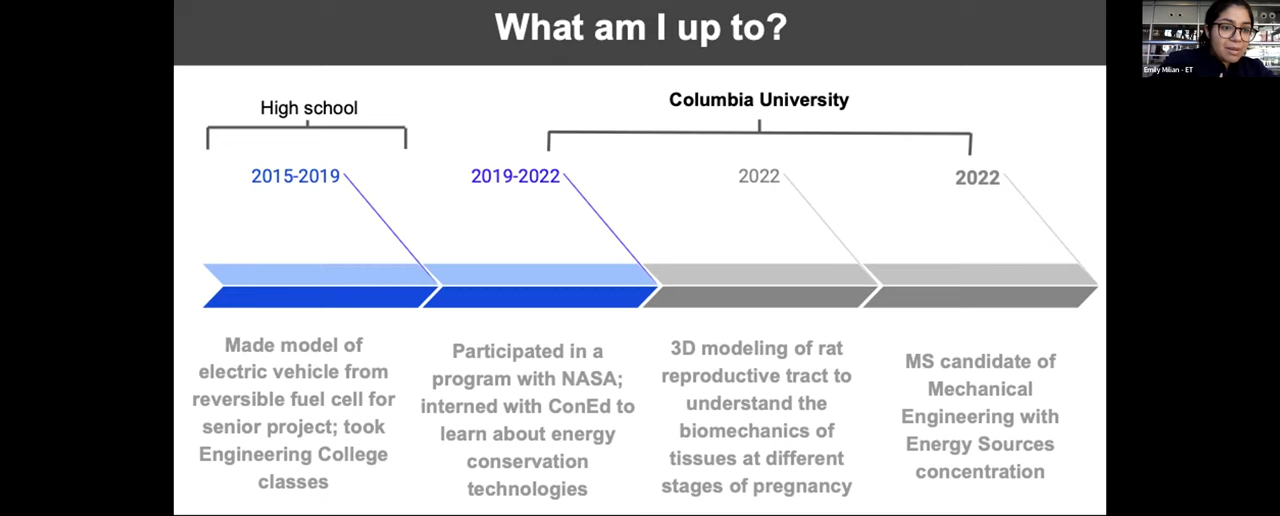 What am I up to?
Emily Milian - ET
High school
Columbia University
2015-2019
2019-2022
2022
2022
Made model of
electric vehicle from
reversible fuel cell for
senior project; took
Engineering College
classes
Participated in a
program with NASA;
interned with ConEd to
learn about energy
conservation
technologies
3D modeling of rat
reproductive tract to
understand the
biomechanics of
tissues at different
stages of pregnancy
MS candidate of
Mechanical
Engineering with
Energy Sources
concentration